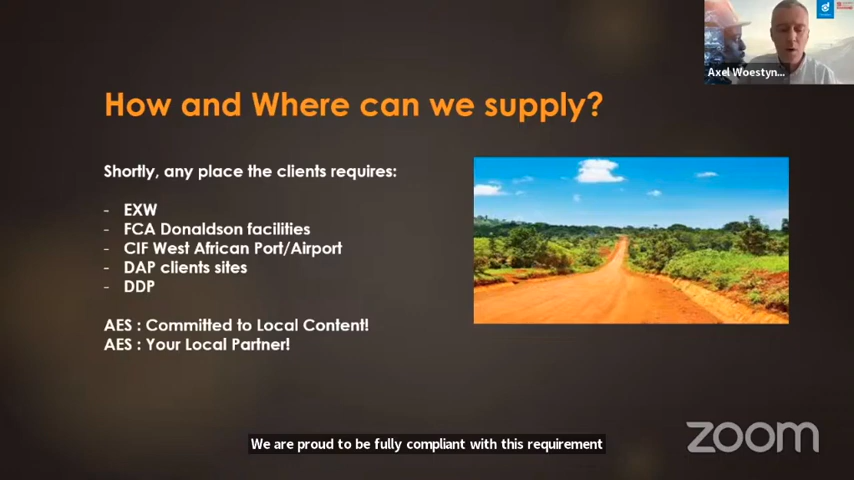 Axel Woestyn...
How and Where can we supply?
Shortly, any place the clients requires:
- EXW
- FCA Donaldson facilities
- CIF West African Port/Airport
- DAP clients sites
- DDP
AES : Committed to Local Content!
AES : Your Local Partner!
We are proud to be fully compliant with this requirement
zoom